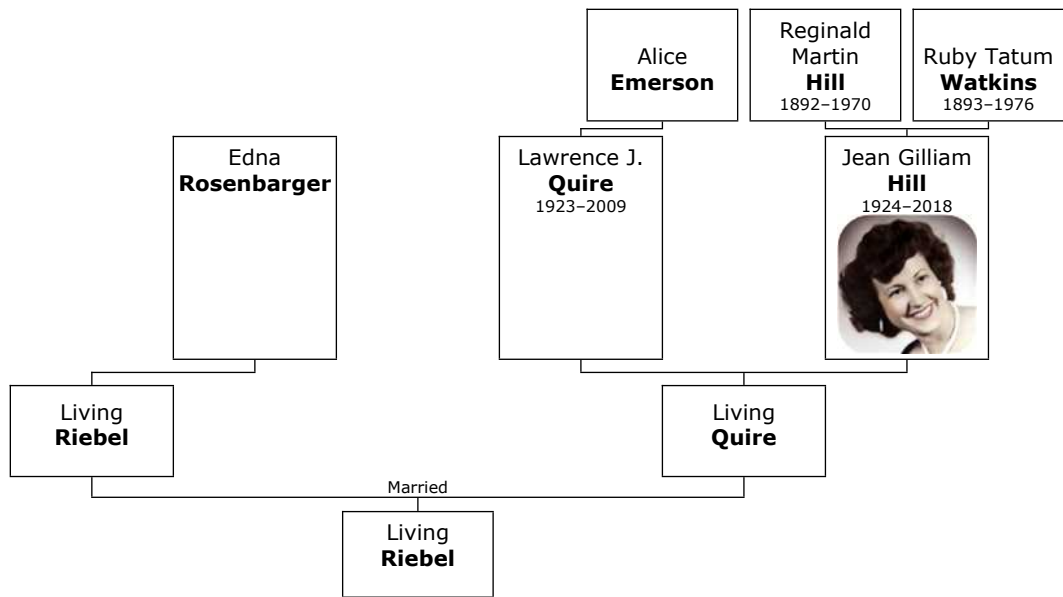 Alice
Emerson
Reginald
Martin
Hill
1892–1970
Ruby Tatum
Watkins
1893–1976
Edna
Rosenbarger
Lawrence J.
Quire
1923–2009
Jean Gilliam
Hill
1924–2018
Living
Riebel
Living
Quire
Married
Living
Riebel